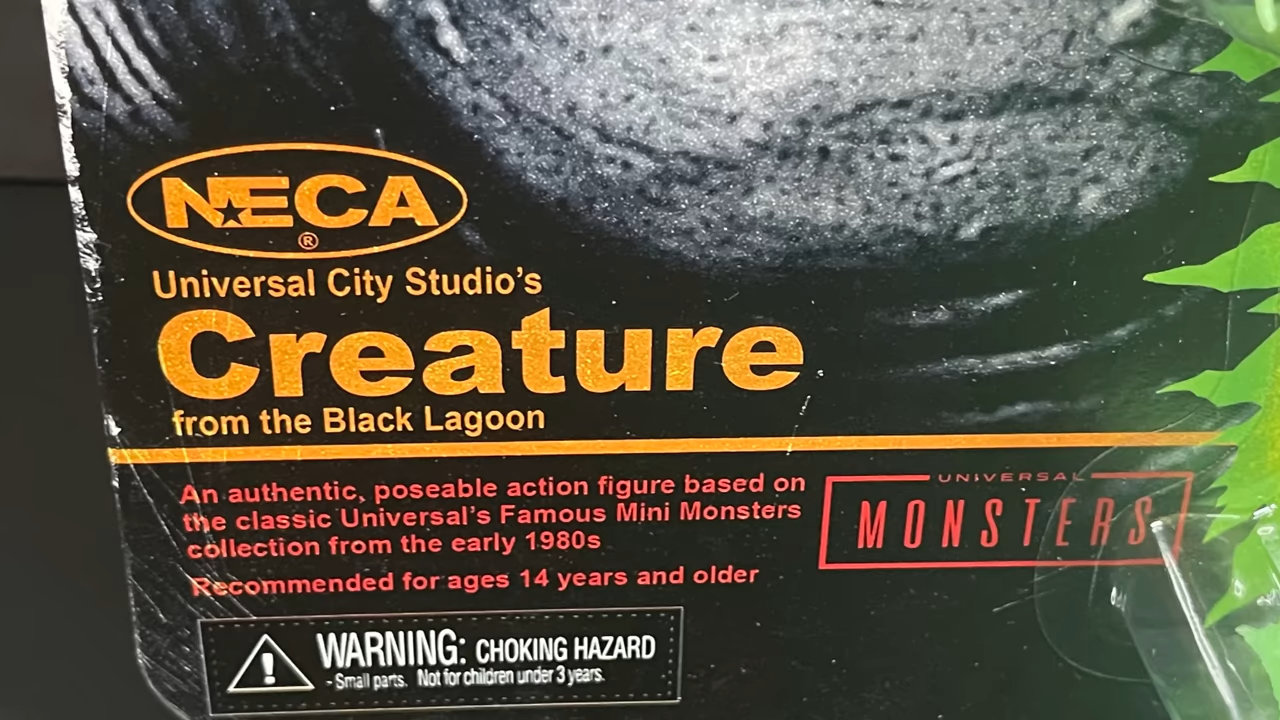 NECA
®
Universal City Studio's
Creature
from the Black Lagoon
An authentic, poseable action figure based on
the classic Universal's Famous Mini Monsters
collection from the early 1980s
Recommended for ages 14 years and older
UNIVERSAL
MONSTERS
WARNING: CHOKING HAZARD
- Small parts. Not for children under 3 years.